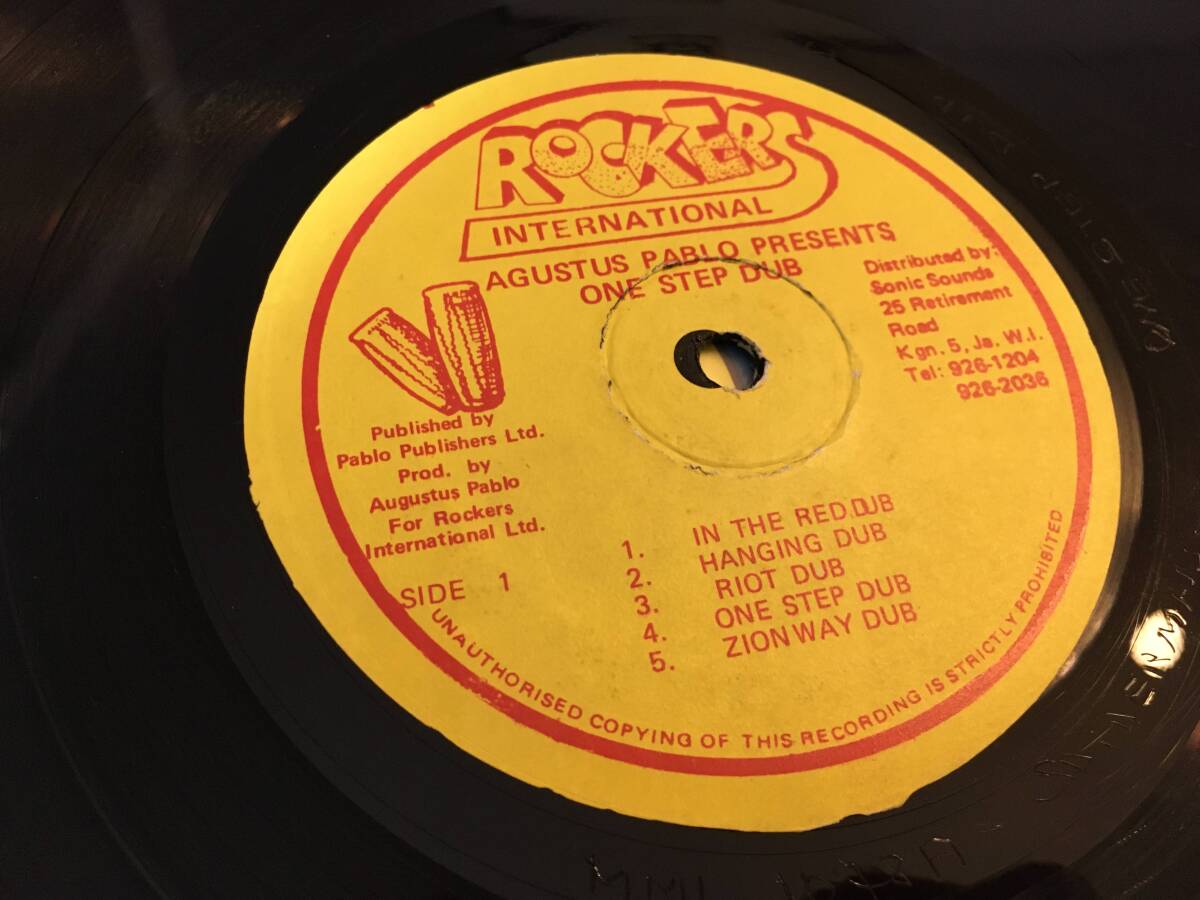 ROCKERS
INTERNATIONAL
AGUSTUS PABLO PRESENTS
ONE STEP DUB
Distributed by:
Sonic Sounds
25 Retirement
Road
Kgn. 5, Ja. W.I.
Tel: 926-1204
926-2036
Published by
Pablo Publishers Ltd.
Prod. by
Augustus Pablo
For Rockers
International Ltd.
SIDE 1
1. IN THE RED.DUB
2. HANGING DUB
3. RIOT DUB
4. ONE STEP DUB
5. ZION WAY DUB
UNAUTHORISED COPYING OF THIS RECORDING IS STRICTLY PROHIBITED